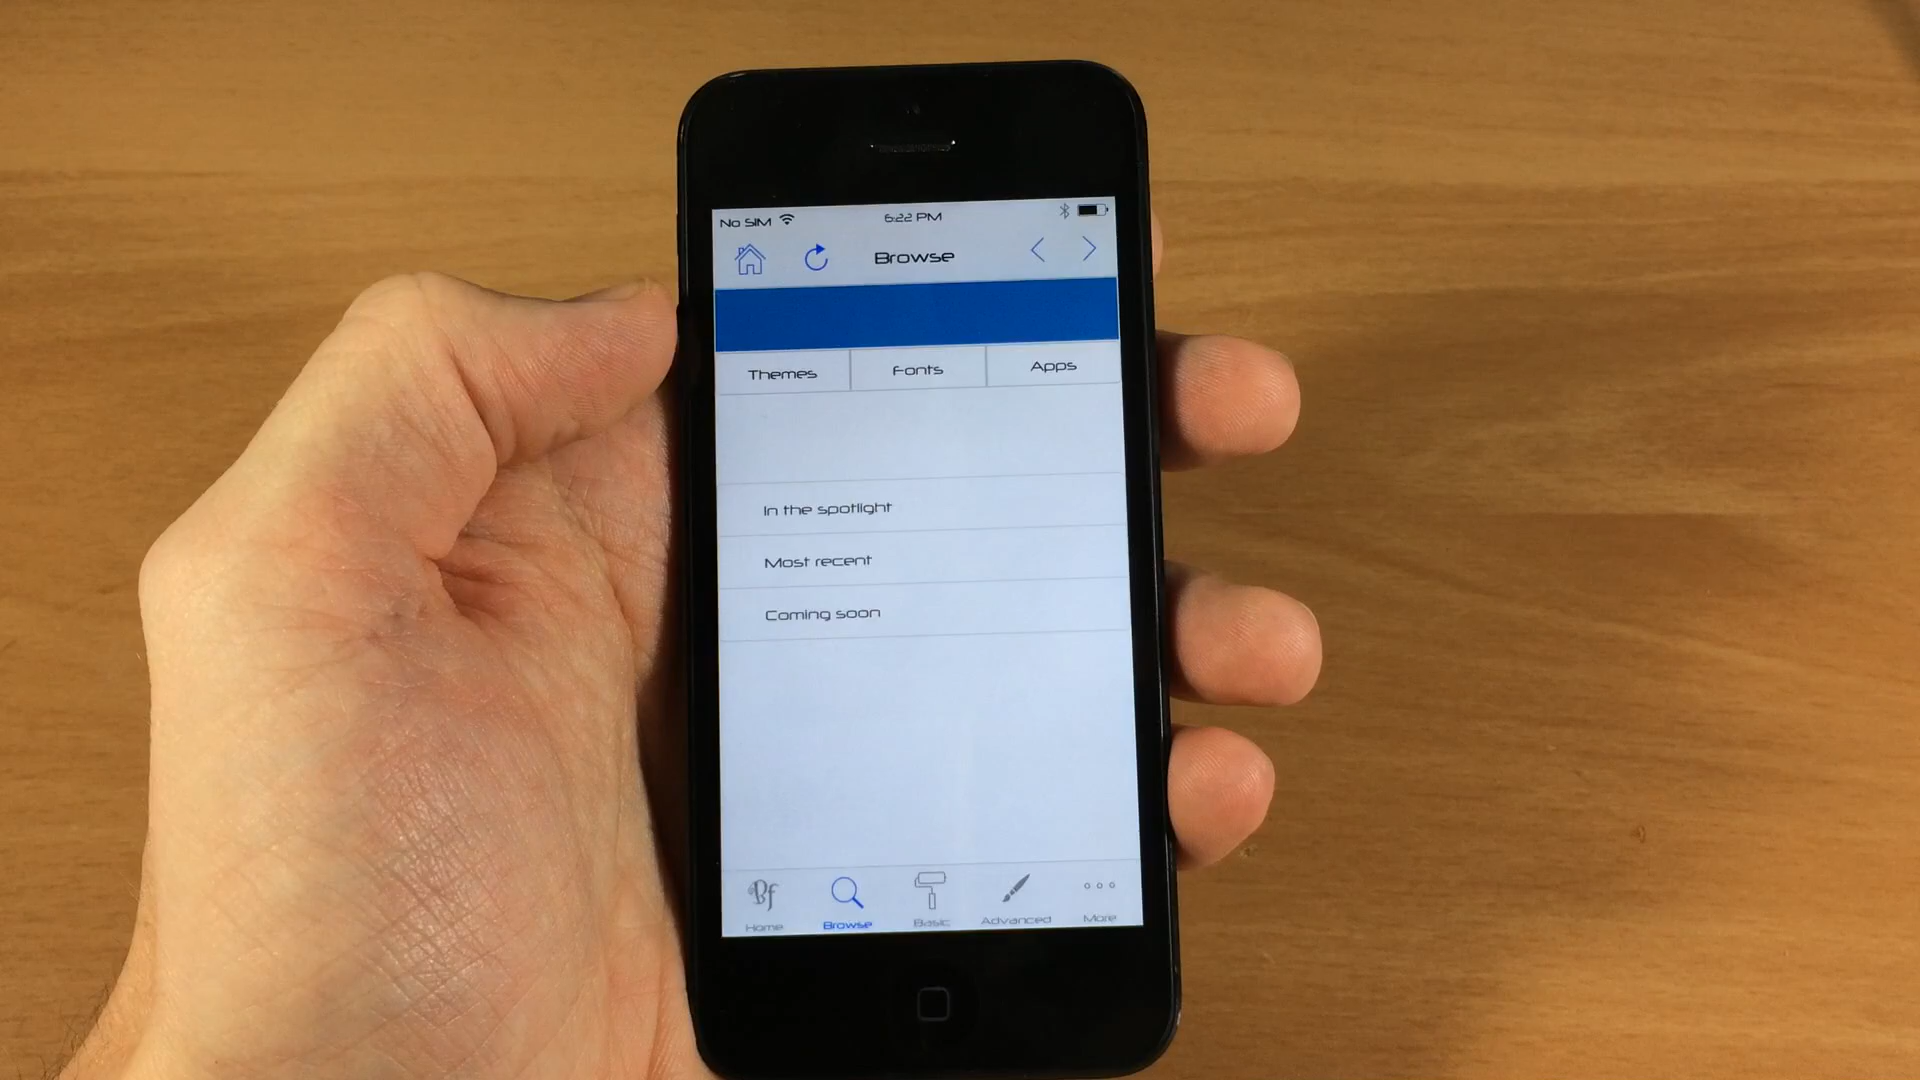 No SIM 6:22 PM
Browse
Themes Fonts Apps
In the spotlight
Most recent
Coming soon
Bf
Home Browse Basic Advanced More